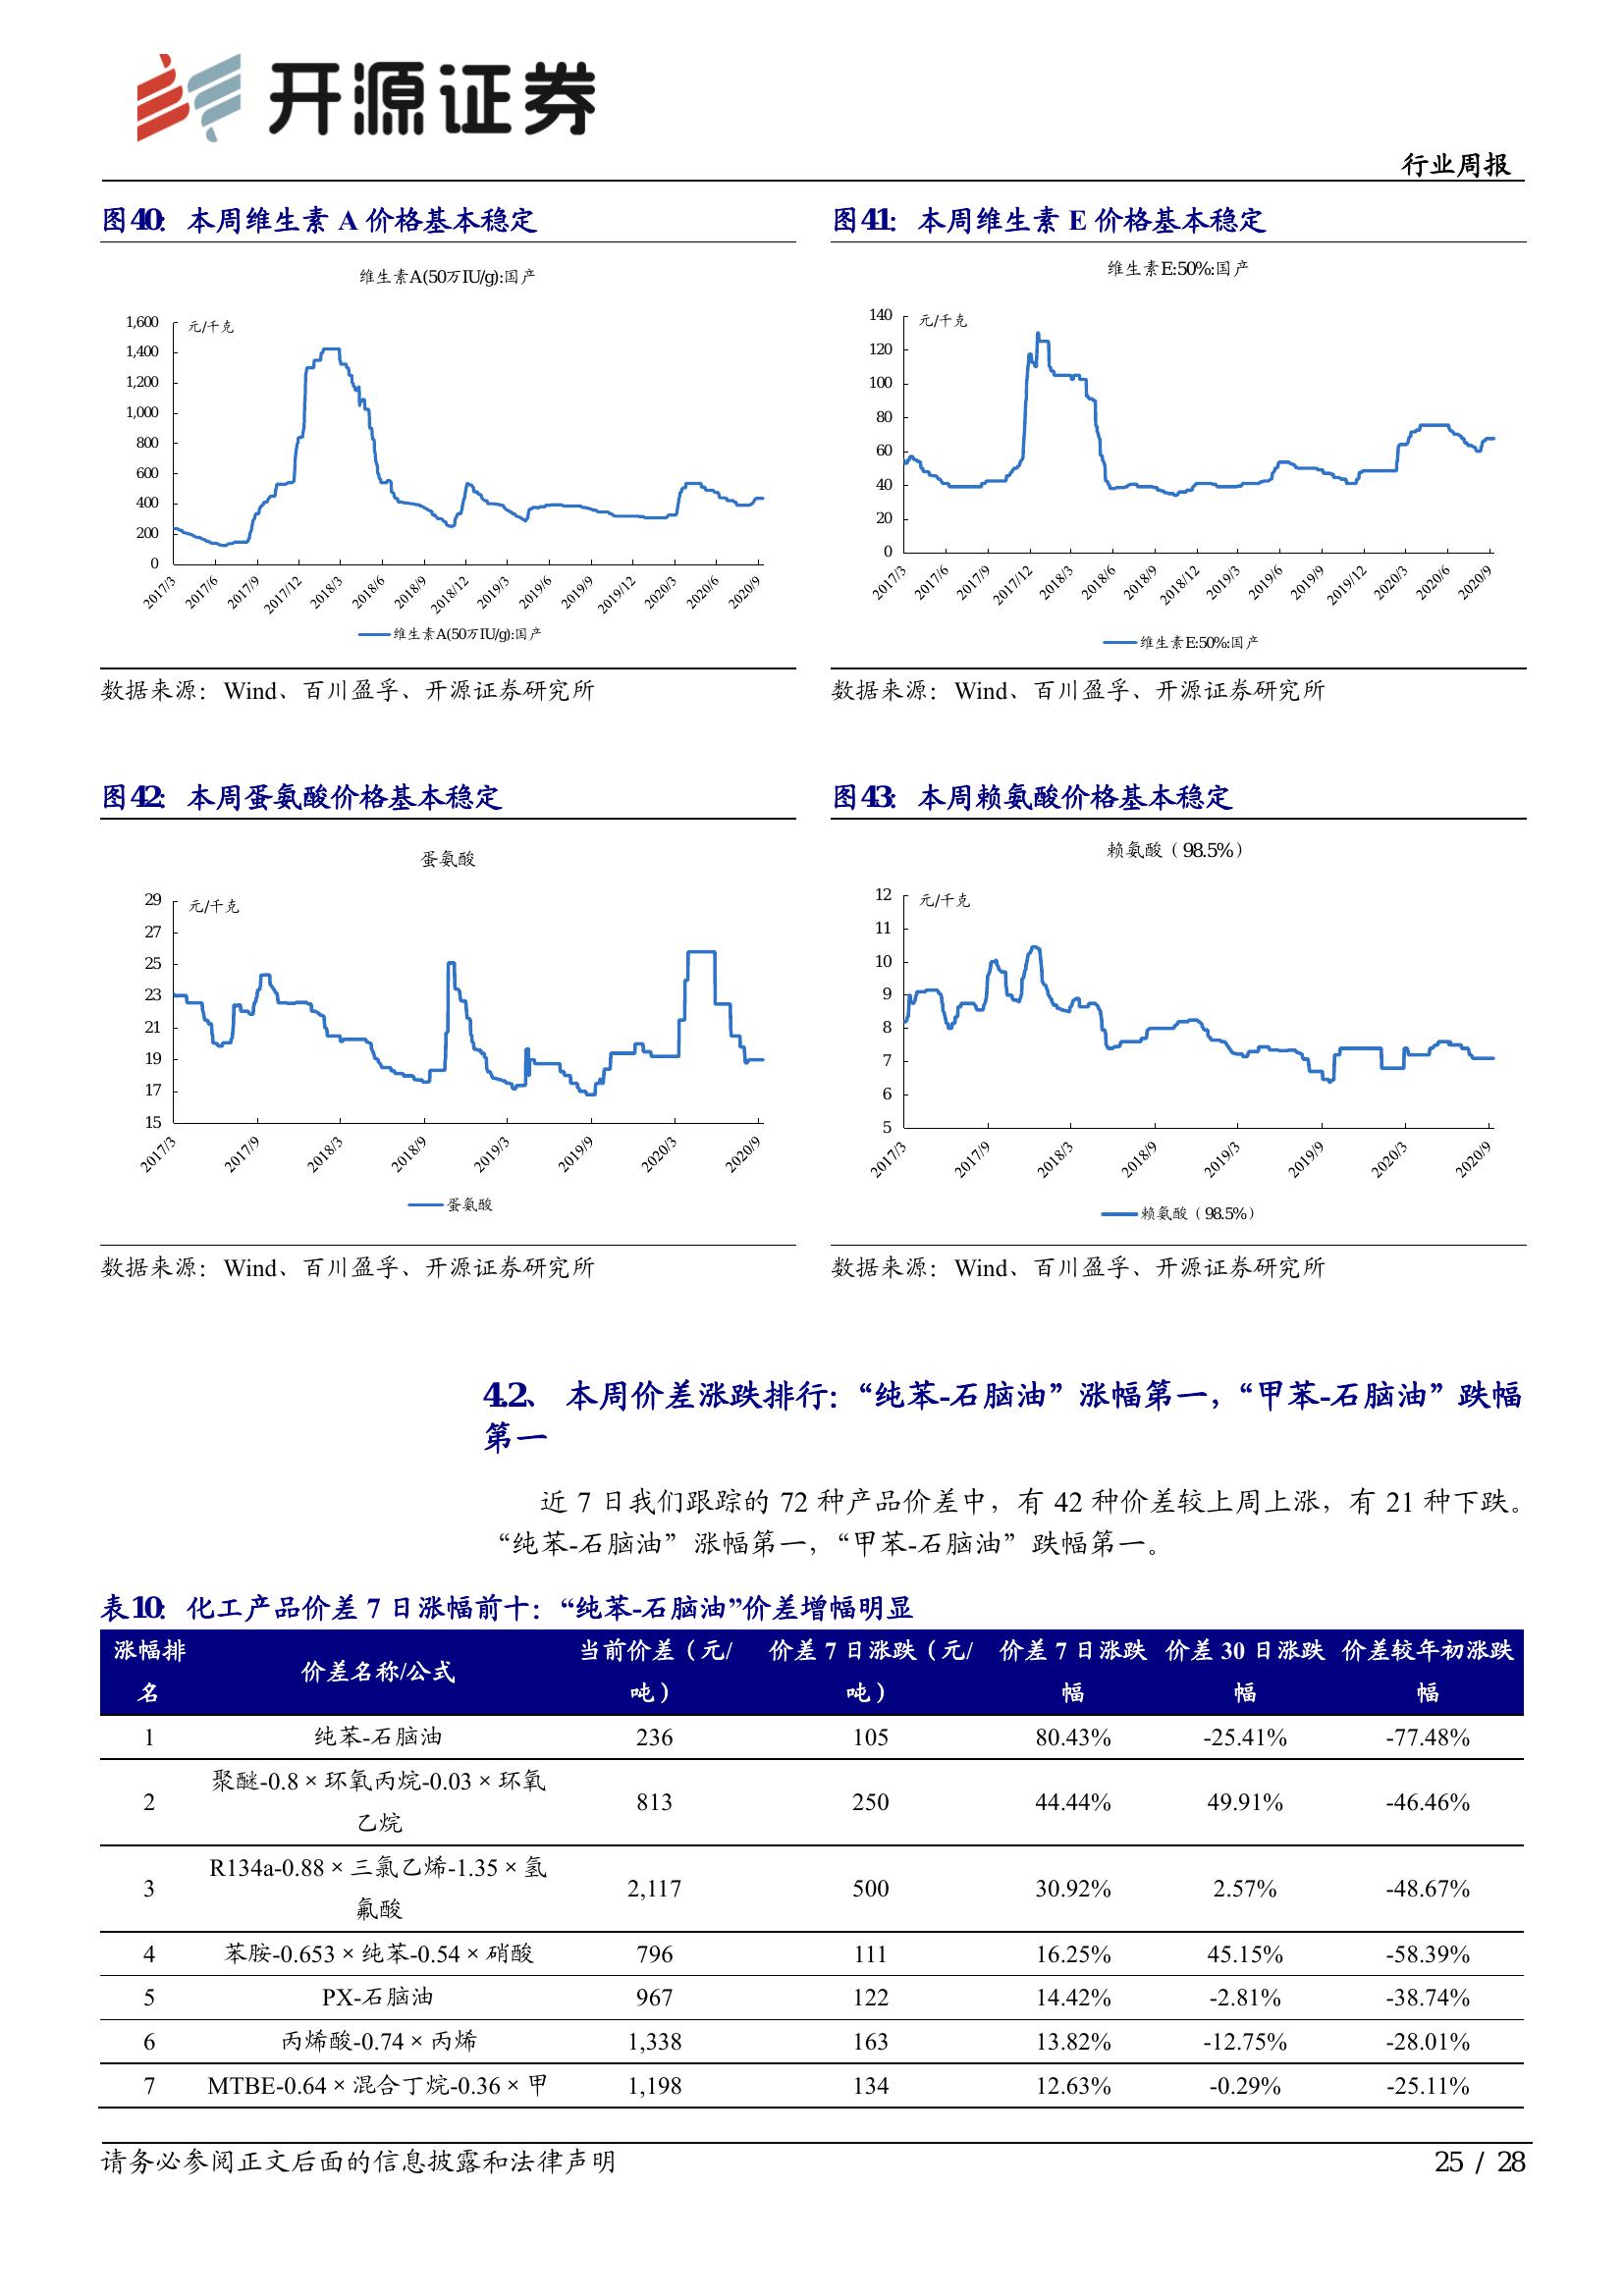 开源证券
行业周报
图40： 本周维生素 A 价格基本稳定
维生素A(50万IU/g):国产
元/千克
1,600
1,400
1,200
1,000
800
600
400
200
0
2017/3
2017/6
2017/9
2017/12
2018/3
2018/6
2018/9
2018/12
2019/3
2019/6
2019/9
2019/12
2020/3
2020/6
2020/9
维生素A(50万IU/g):国产
数据来源：Wind、百川盈孚、开源证券研究所
图41： 本周维生素 E 价格基本稳定
维生素E:50%:国产
元/千克
140
120
100
80
60
40
20
0
2017/3
2017/6
2017/9
2017/12
2018/3
2018/6
2018/9
2018/12
2019/3
2019/6
2019/9
2019/12
2020/3
2020/6
2020/9
维生素E:50%:国产
数据来源：Wind、百川盈孚、开源证券研究所
图42： 本周蛋氨酸价格基本稳定
蛋氨酸
元/千克
29
27
25
23
21
19
17
15
2017/3
2017/9
2018/3
2018/9
2019/3
2019/9
2020/3
2020/9
蛋氨酸
数据来源：Wind、百川盈孚、开源证券研究所
图43： 本周赖氨酸价格基本稳定
赖氨酸（98.5%）
元/千克
12
11
10
9
8
7
6
5
2017/3
2017/9
2018/3
2018/9
2019/3
2019/9
2020/3
2020/9
赖氨酸（98.5%）
数据来源：Wind、百川盈孚、开源证券研究所
4.2、 本周价差涨跌排行：“纯苯-石脑油”涨幅第一，“甲苯-石脑油”跌幅
第一
近 7 日我们跟踪的 72 种产品价差中，有 42 种价差较上周上涨，有 21 种下跌。
“纯苯-石脑油”涨幅第一，“甲苯-石脑油”跌幅第一。
表10： 化工产品价差 7 日涨幅前十：“纯苯-石脑油”价差增幅明显
涨幅排 当前价差（元/ 价差 7 日涨跌（元/ 价差 7 日涨跌 价差 30 日涨跌 价差较年初涨跌
价差名称/公式
名 吨） 吨） 幅 幅 幅
1 纯苯-石脑油 236 105 80.43% -25.41% -77.48%
聚醚-0.8×环氧丙烷-0.03×环氧
2 813 250 44.44% 49.91% -46.46%
乙烷
R134a-0.88×三氯乙烯-1.35×氢
3 2,117 500 30.92% 2.57% -48.67%
氟酸
4 苯胺-0.653×纯苯-0.54×硝酸 796 111 16.25% 45.15% -58.39%
5 PX-石脑油 967 122 14.42% -2.81% -38.74%
6 丙烯酸-0.74×丙烯 1,338 163 13.82% -12.75% -28.01%
7 MTBE-0.64×混合丁烷-0.36×甲 1,198 134 12.63% -0.29% -25.11%
请务必参阅正文后面的信息披露和法律声明
25 / 28